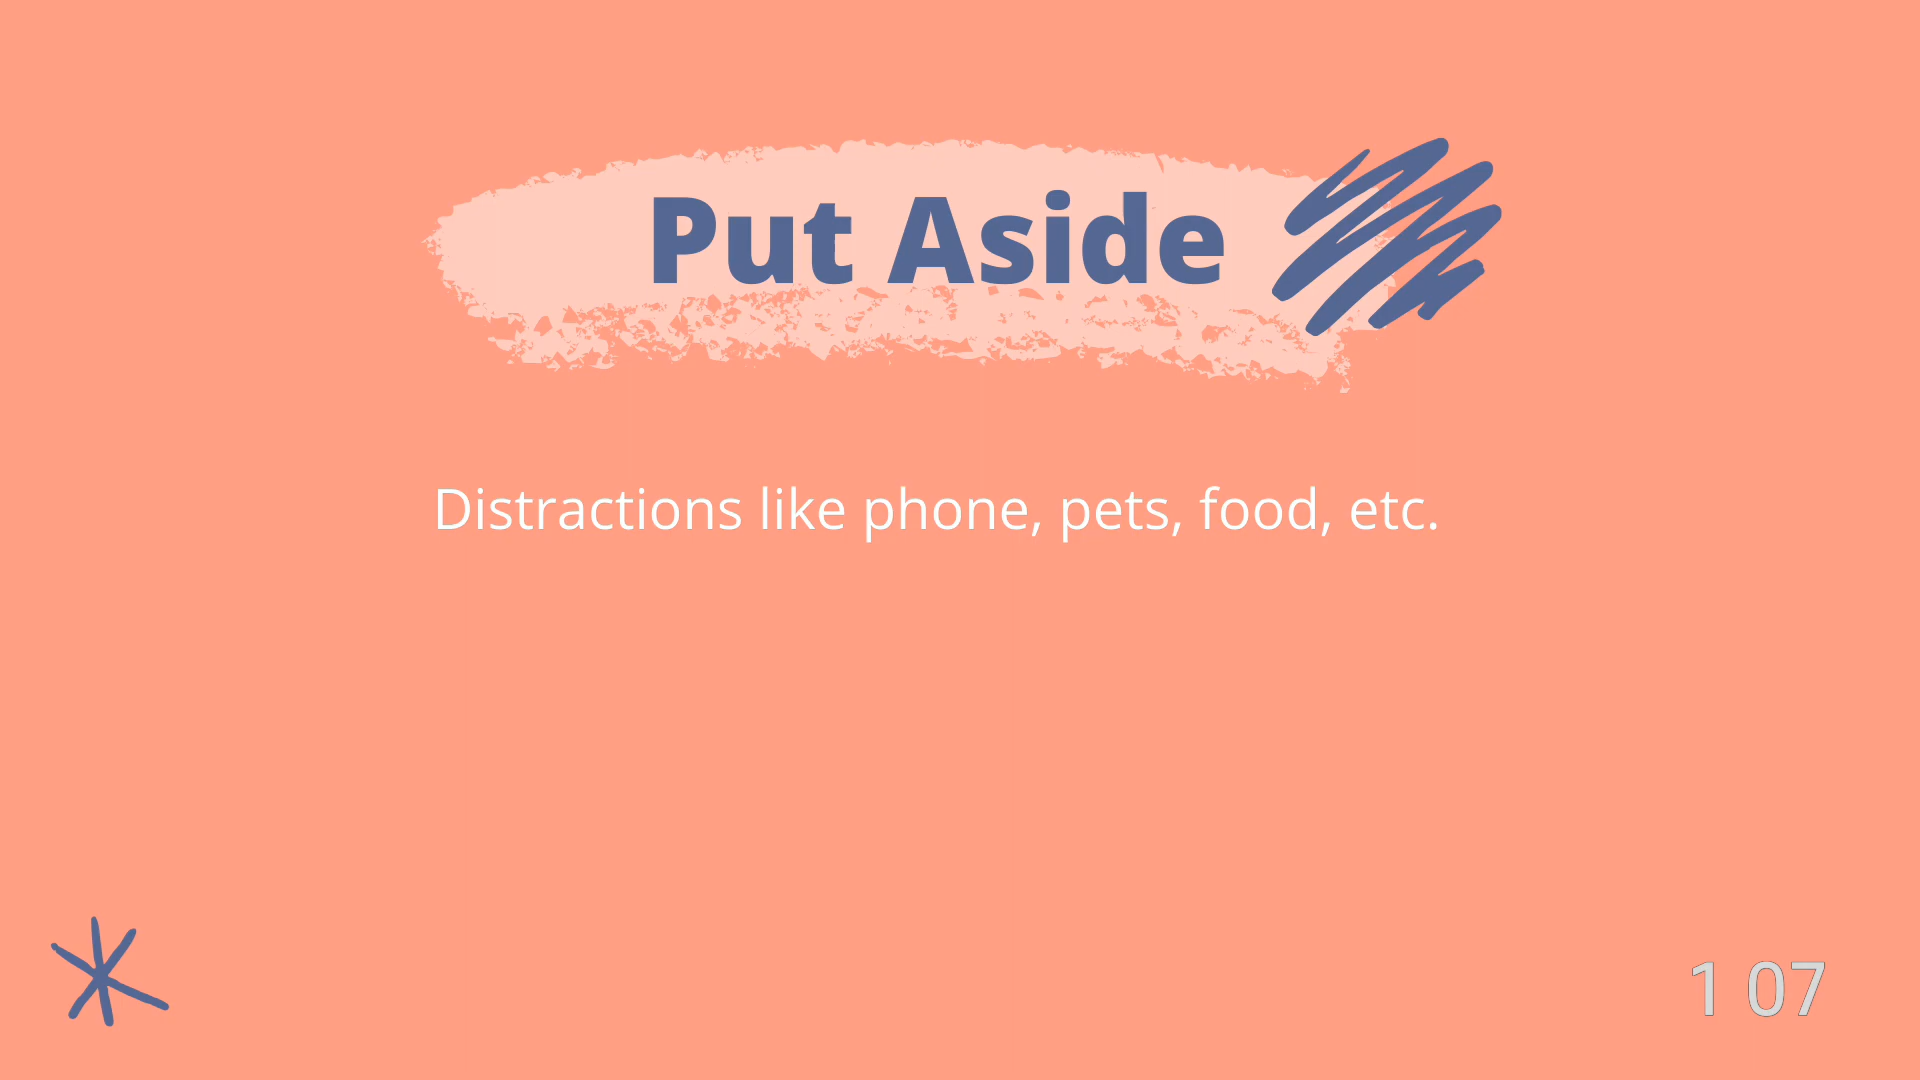 Put Aside
Distractions like phone, pets, food, etc.
1 07